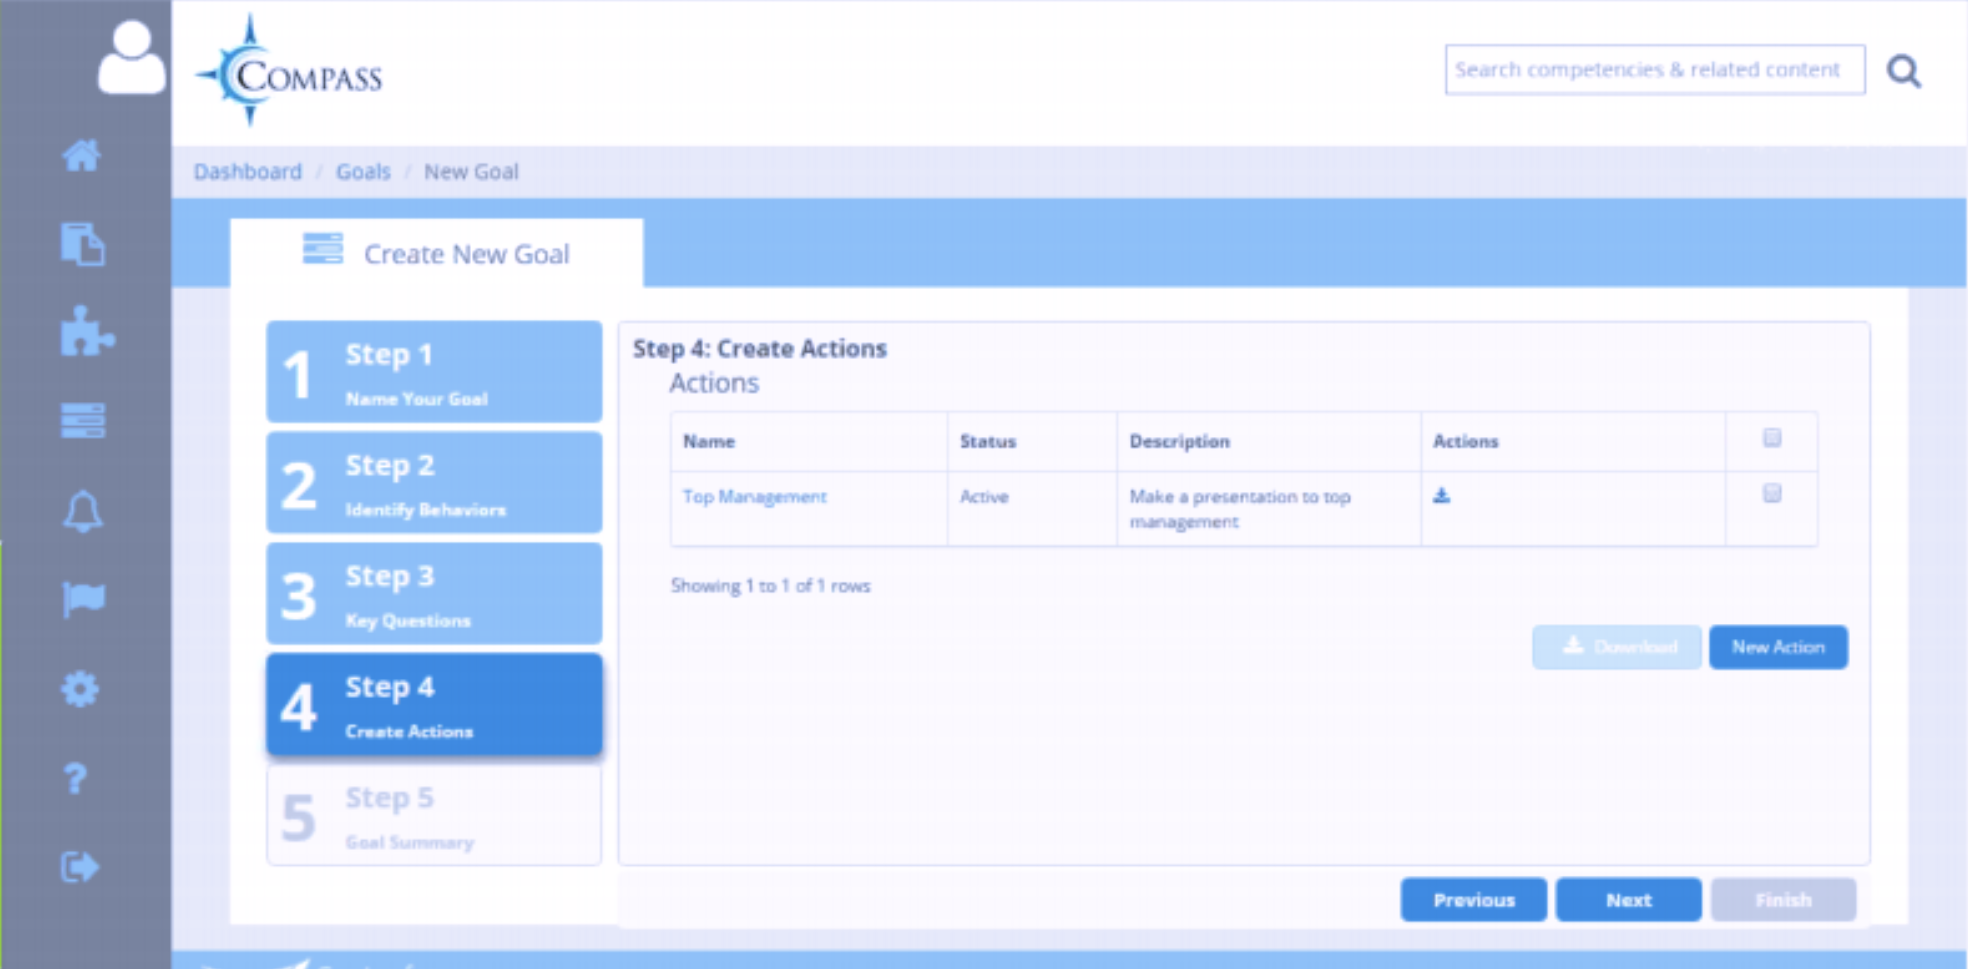 COMPASS
Search competencies & related content
Dashboard / Goals / New Goal
Create New Goal
1 Step 1
Name Your Goal
2 Step 2
Identify Behaviors
3 Step 3
Key Questions
4 Step 4
Create Actions
5 Step 5
Goal Summary
Step 4: Create Actions
Actions
Name Status Description Actions
Top Management Active Make a presentation to top
management
Showing 1 to 1 of 1 rows
Download New Action
Previous Next Finish